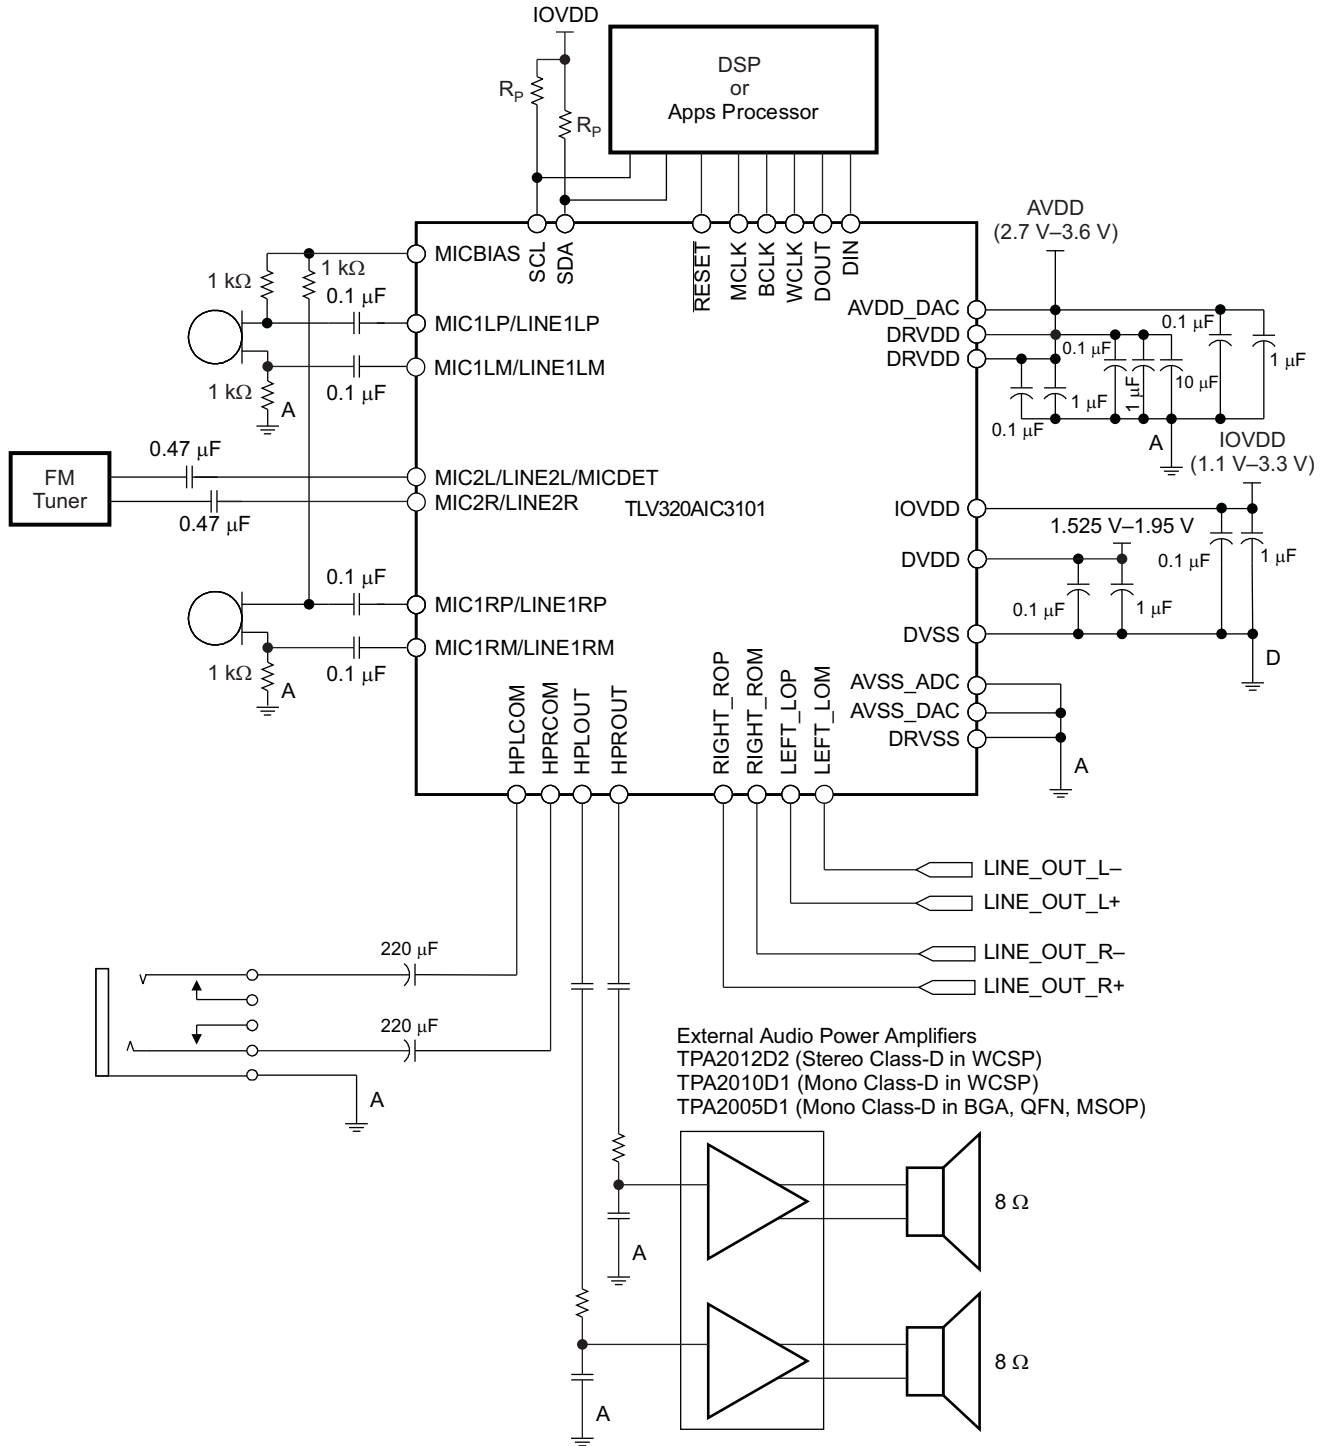 IOVDD
DSP
or
Apps Processor
RP
RP
SCL
SDA
RESET
MCLK
BCLK
WCLK
DOUT
DIN
AVDD
(2.7 V–3.6 V)
MICBIAS
1 kΩ
1 kΩ
0.1 μF
MIC1LP/LINE1LP
MIC1LM/LINE1LM
1 kΩ
A
0.1 μF
AVDD_DAC
DRVDD
DRVDD
0.1 μF
0.1 μF
1 μF
1 μF
1 μF
10 μF
0.1 μF
A
IOVDD
(1.1 V–3.3 V)
FM
Tuner
0.47 μF
0.47 μF
MIC2L/LINE2L/MICDET
MIC2R/LINE2R
TLV320AIC3101
IOVDD
1.525 V–1.95 V
DVDD
0.1 μF
1 μF
0.1 μF
1 μF
DVSS
D
0.1 μF
MIC1RP/LINE1RP
MIC1RM/LINE1RM
1 kΩ
A
0.1 μF
AVSS_ADC
AVSS_DAC
DRVSS
A
HPLCOM
HPRCOM
HPLOUT
HPROUT
RIGHT_ROP
RIGHT_ROM
LEFT_LOP
LEFT_LOM
LINE_OUT_L–
LINE_OUT_L+
LINE_OUT_R–
LINE_OUT_R+
220 μF
220 μF
A
External Audio Power Amplifiers
TPA2012D2 (Stereo Class-D in WCSP)
TPA2010D1 (Mono Class-D in WCSP)
TPA2005D1 (Mono Class-D in BGA, QFN, MSOP)
8 Ω
A
8 Ω
A